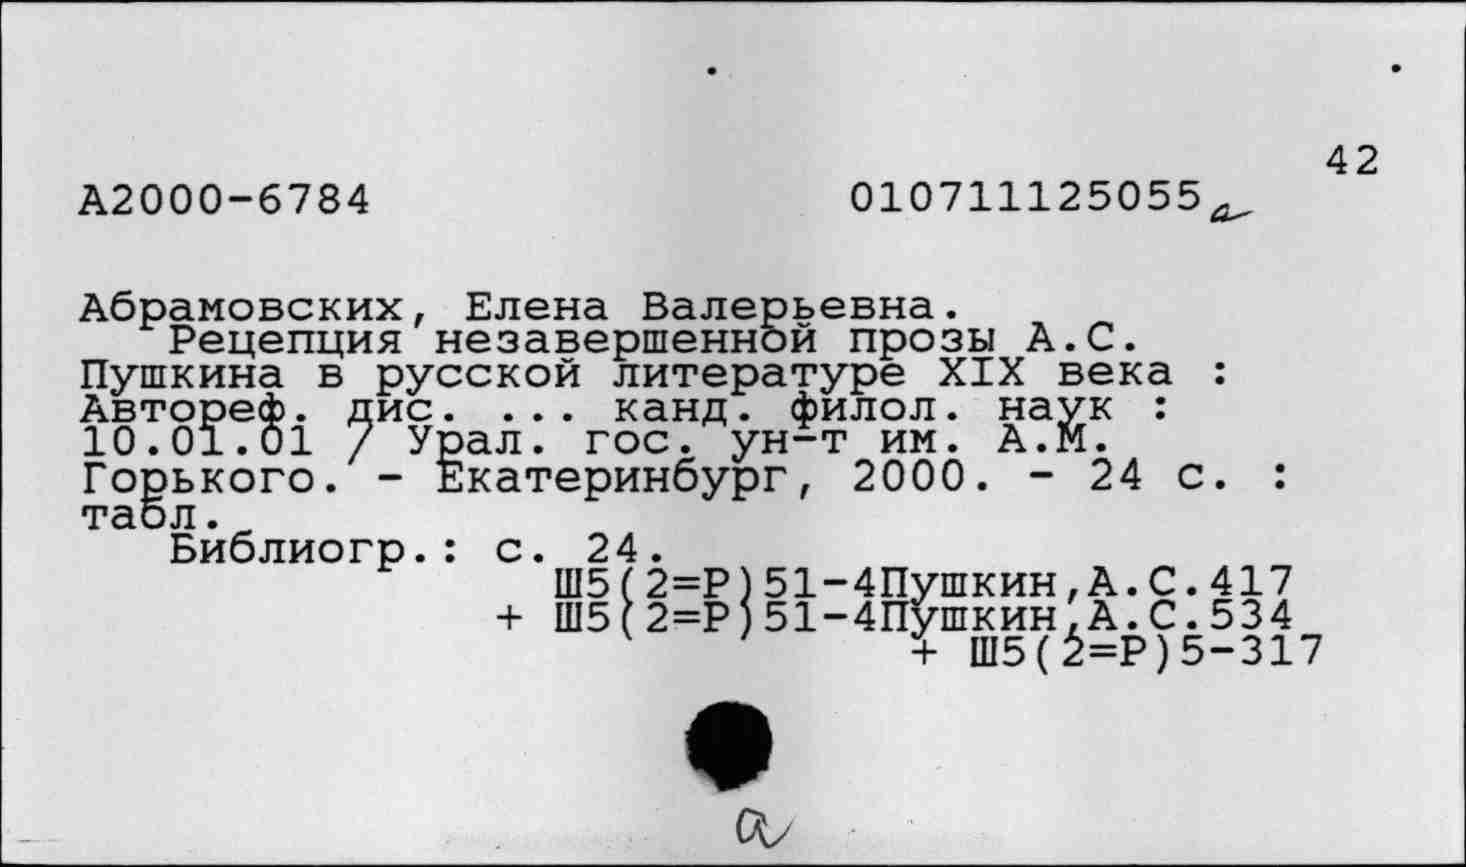 42
А2000-6784 010711125055
Абрамовских, Елена Валерьевна.
Рецепция незавершенной прозы А.С.
Пушкина в русской литературе XIX века :
Автореф. дис. ... канд. филол. наук :
10.01.01 / Урал. гос. ун-т им. А.М.
Горького. - Екатеринбург, 2000. - 24 с. :
табл.
Библиогр.: с. 24.
Ш5(2=Р)51-4Пушкин,А.С.417
+ Ш5(2=Р)51-4Пушкин,А.С.534
+ Ш5(2=Р)5-317